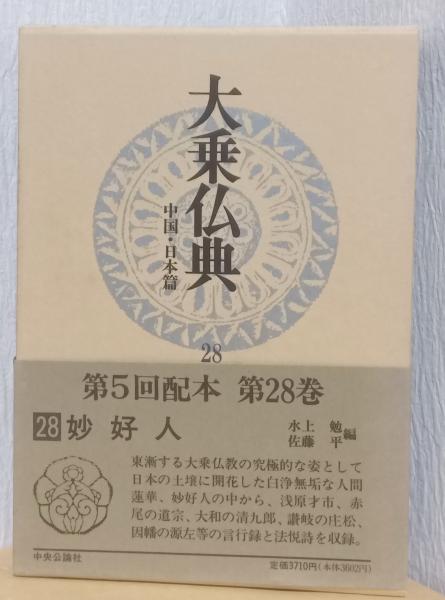 大乗仏典
中国・日本篇
28
第5回配本 第28巻
28 妙好人
水上 勉
佐藤 平 編
東漸する大乗仏教の究極的な姿として
日本の土壌に開花した白浄無垢な人間
蓮華、妙好人の中から、浅原才市、赤
尾の道宗、大和の清九郎、讃岐の庄松、
因幡の源左等の言行録と法悦詩を収録。
中央公論社
定価3710円(本体3602円)